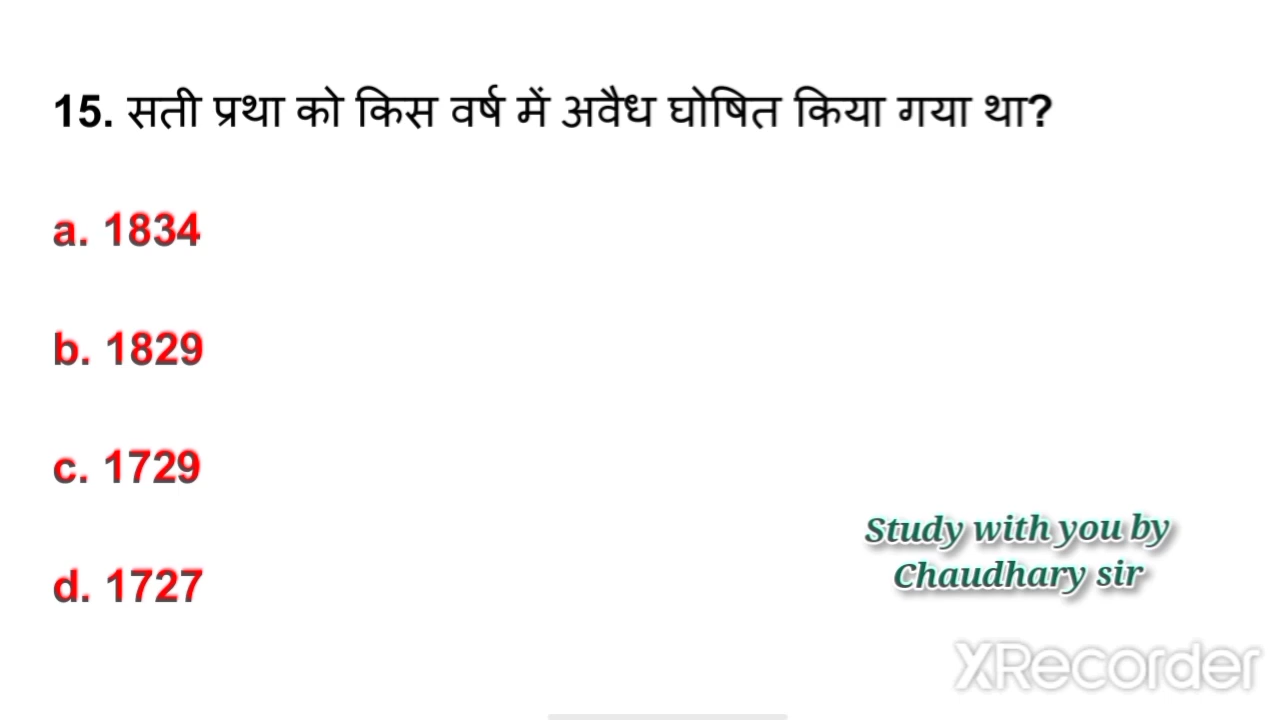 15. सती प्रथा को किस वर्ष में अवैध घोषित किया गया था?
a. 1834
b. 1829
c. 1729
d. 1727
Study with you by
Chaudhary sir
XRecorder